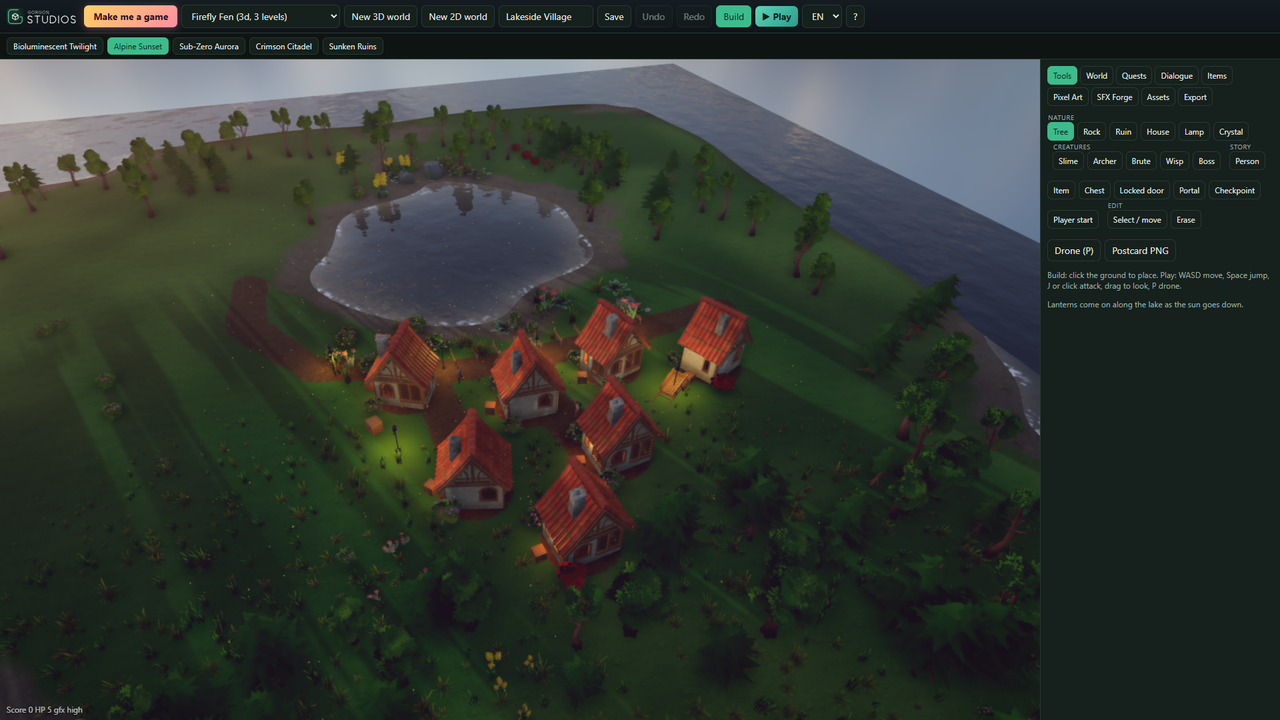 GORGON
STUDIOS
Make me a game
Firefly Fen (3d, 3 levels)
New 3D world
New 2D world
Lakeside Village
Save
Undo
Redo
Build
▶ Play
EN
?
Bioluminescent Twilight
Alpine Sunset
Sub-Zero Aurora
Crimson Citadel
Sunken Ruins
Tools
World
Quests
Dialogue
Items
Pixel Art
SFX Forge
Assets
Export
NATURE
Tree
Rock
Ruin
House
Lamp
Crystal
CREATURES
STORY
Slime
Archer
Brute
Wisp
Boss
Person
Item
Chest
Locked door
Portal
Checkpoint
EDIT
Player start
Select / move
Erase
Drone (P)
Postcard PNG
Build: click the ground to place. Play: WASD move, Space jump,
J or click attack, drag to look, P drone.
Lanterns come on along the lake as the sun goes down.
Score 0 HP 5 gfx high